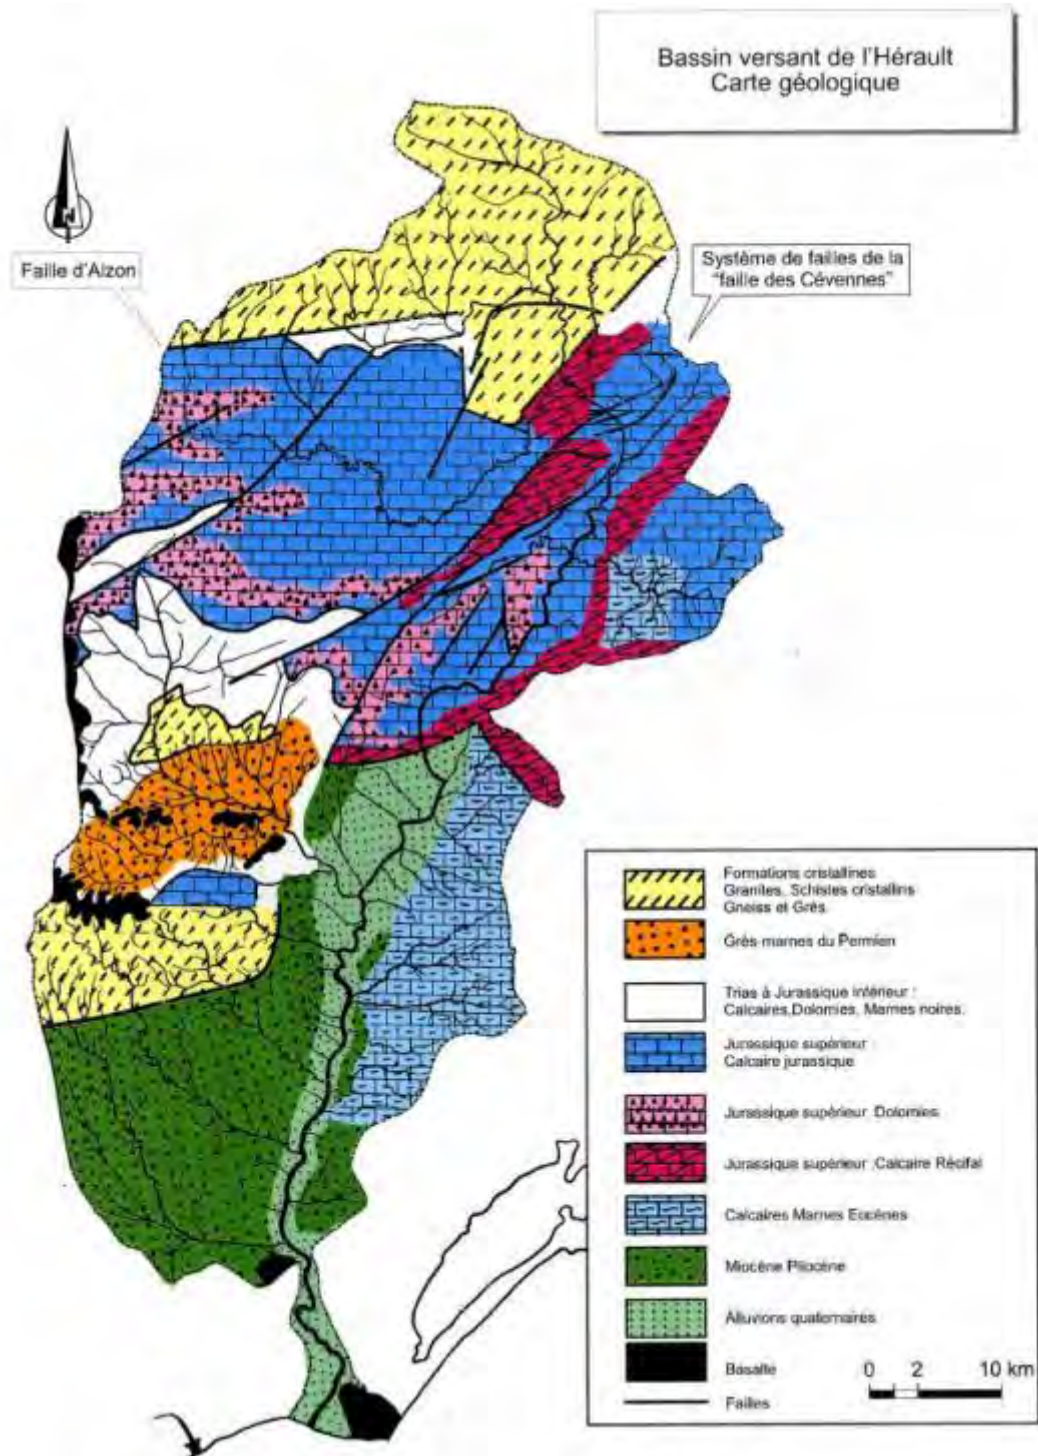 Bassin versant de l'Hérault
Carte géologique
N
Faille d'Alzon
Système de failles de la
"faille des Cévennes"
Formations cristallines
Granites, Schistes cristallins
Gneiss et Grès.
Grès-marnes du Permien
Trias à Jurassique inférieur :
Calcaires,Dolomies, Marnes noires.
Jurassique supérieur
Calcaire jurassique
Jurassique supérieur Dolomies
Jurassique supérieur :Calcaire Récifal
Calcaires Marnes Eocènes
Miocène Pliocène
Alluvions quaternaires
Basalte
0 2 10 km
Failles